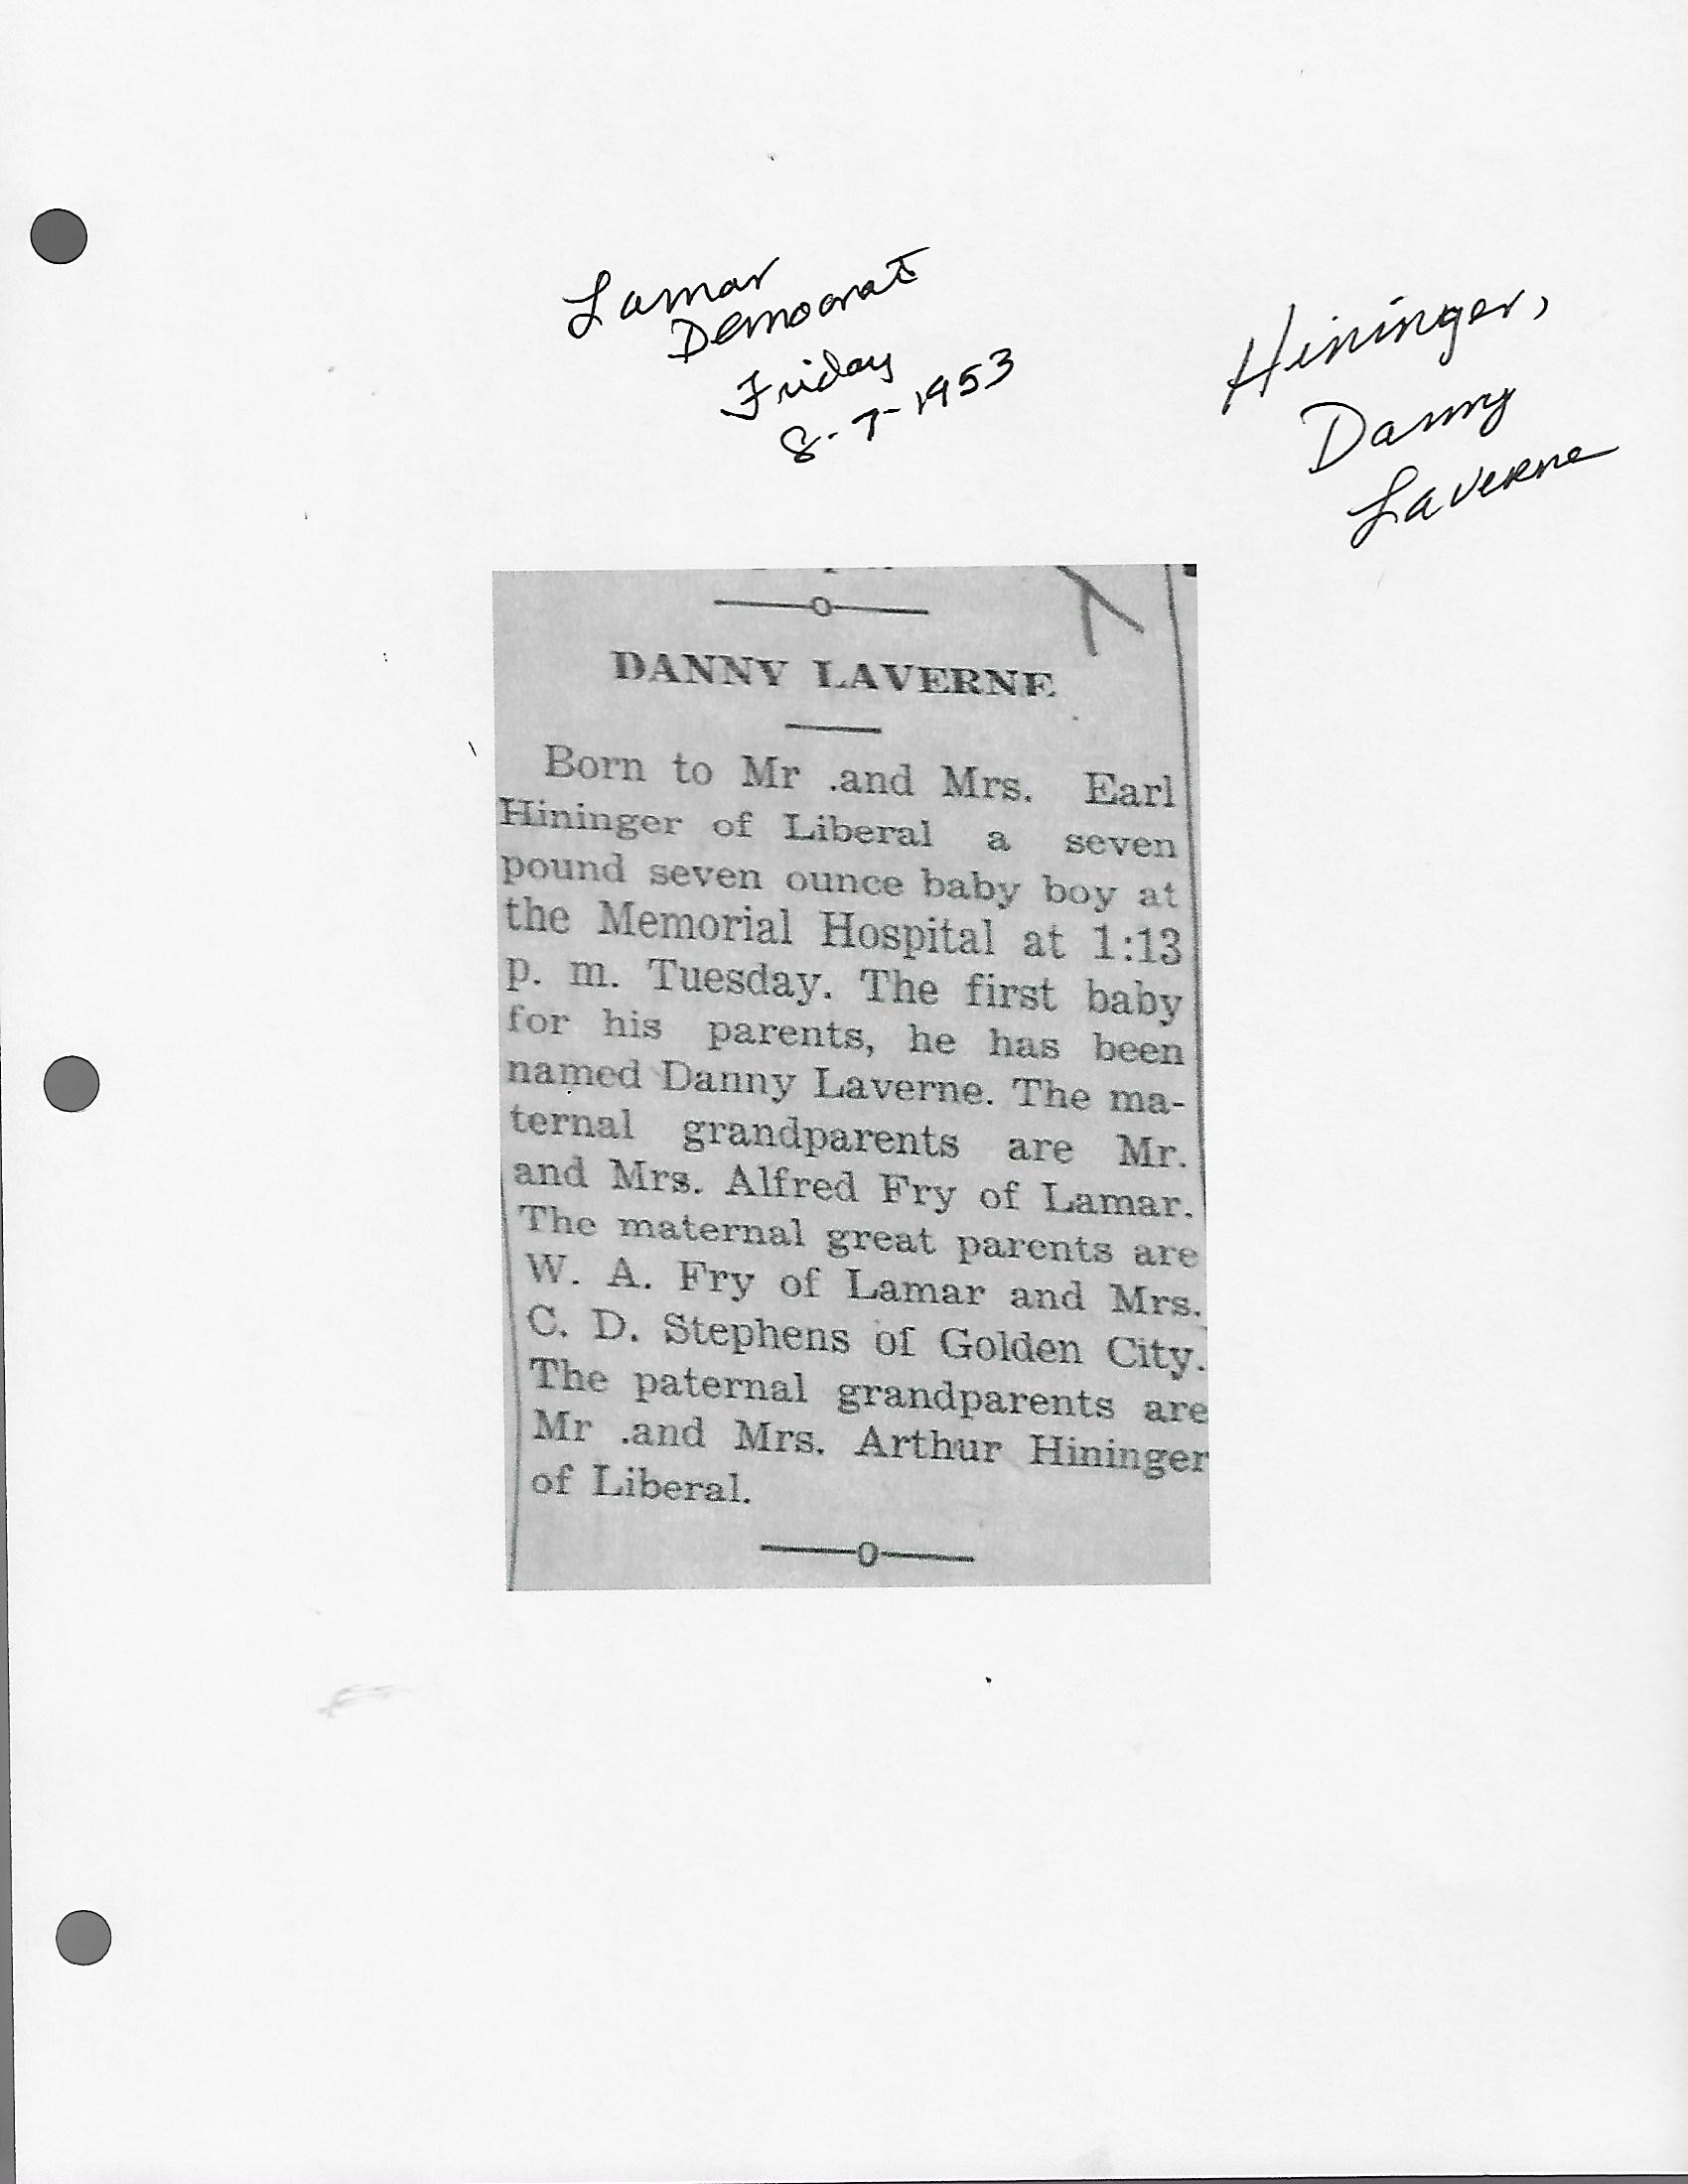 Lamar
Democrat
Friday
8-7-1953
Hininger,
Danny
Laverne
DANNY LAVERNE
Born to Mr .and Mrs. Earl
Hininger of Liberal a seven
pound seven ounce baby boy at
the Memorial Hospital at 1:13
p. m. Tuesday. The first baby
for his parents, he has been
named Danny Laverne. The ma-
ternal grandparents are Mr.
and Mrs. Alfred Fry of Lamar.
The maternal great parents are
W. A. Fry of Lamar and Mrs.
C. D. Stephens of Golden City.
The paternal grandparents are
Mr .and Mrs. Arthur Hininger
of Liberal.